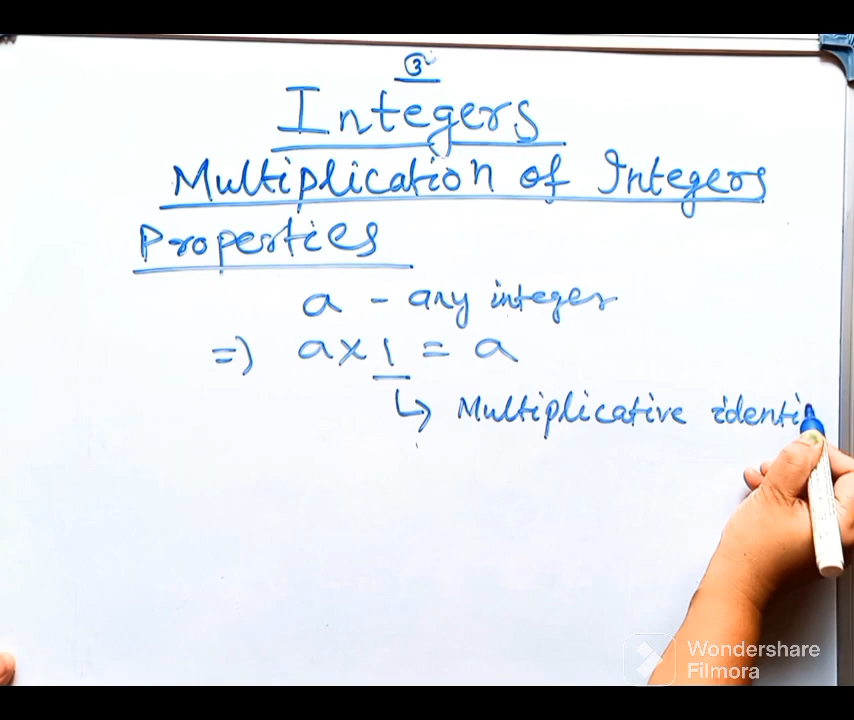 3
Integers
Multiplication of Integers
Properties
a - any integer
=) a × 1 = a
↳ Multiplicative identi
Wondershare
Filmora